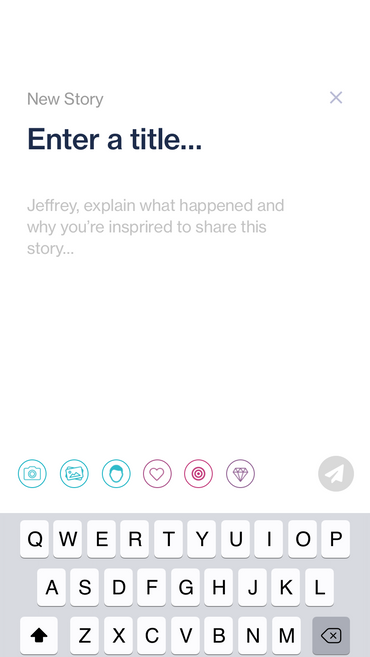 New Story
Enter a title...
Jeffrey, explain what happened and
why you're insprired to share this
story...
Q W E R T Y U I O P
A S D F G H J K L
Z X C V B N M